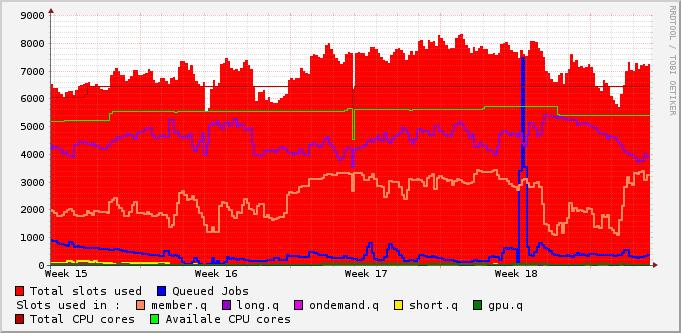 9000
8000
7000
6000
5000
4000
3000
2000
1000
0
Week 15 Week 16 Week 17 Week 18
RRDTOOL / TOBI OETIKER
Total slots used Queued Jobs
Slots used in : member.q long.q ondemand.q short.q gpu.q
Total CPU cores Availale CPU cores